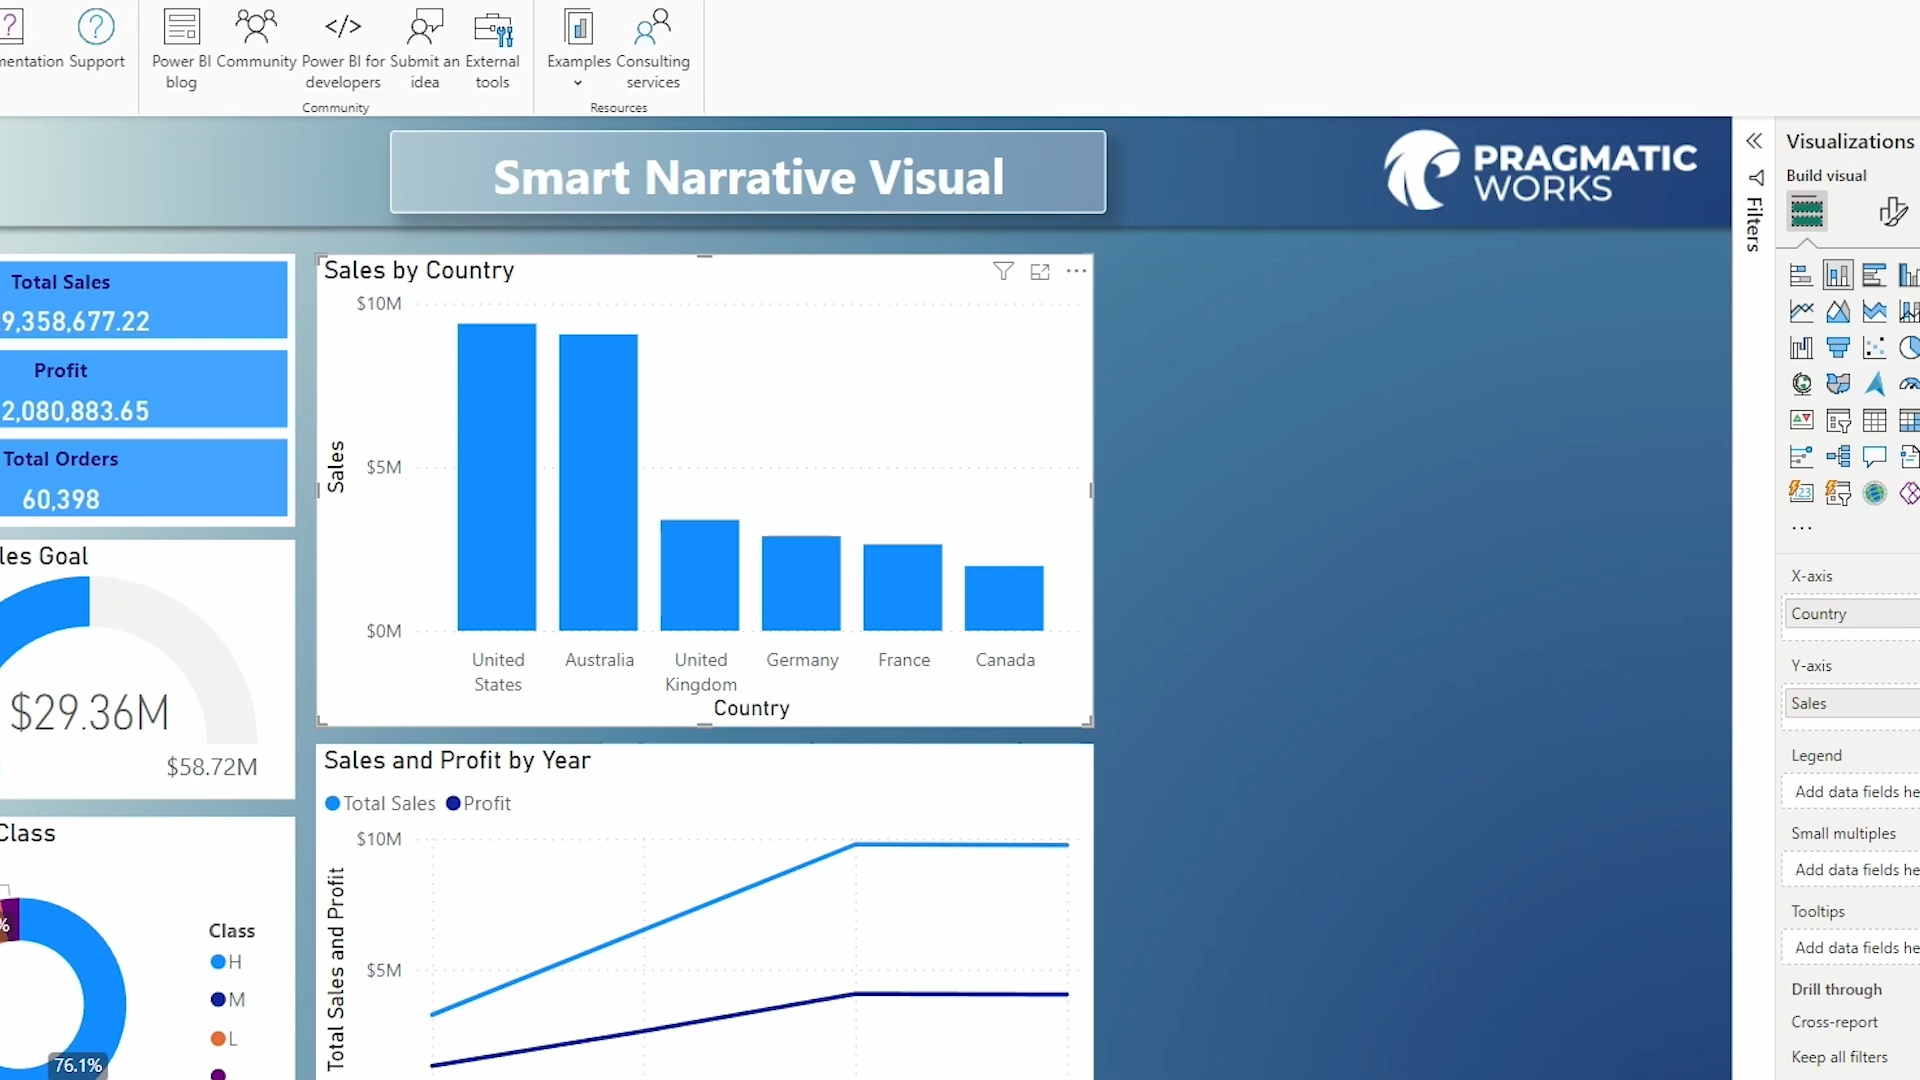 mentation Support
Power BI blog
Community
Power BI for developers
Submit an idea
External tools
Examples
Consulting services
Community
Resources
Smart Narrative Visual
PRAGMATIC WORKS
Total Sales
9,358,677.22
Profit
2,080,883.65
Total Orders
60,398
les Goal
$29.36M
$58.72M
Class
%
76.1%
Class
H
M
L
Sales by Country
$10M
$5M
$0M
Sales
United States
Australia
United Kingdom
Germany
France
Canada
Country
Sales and Profit by Year
Total Sales
Profit
$10M
$5M
Total Sales and Profit
Filters
Visualizations
Build visual
123
X-axis
Country
Y-axis
Sales
Legend
Add data fields he
Small multiples
Add data fields he
Tooltips
Add data fields he
Drill through
Cross-report
Keep all filters